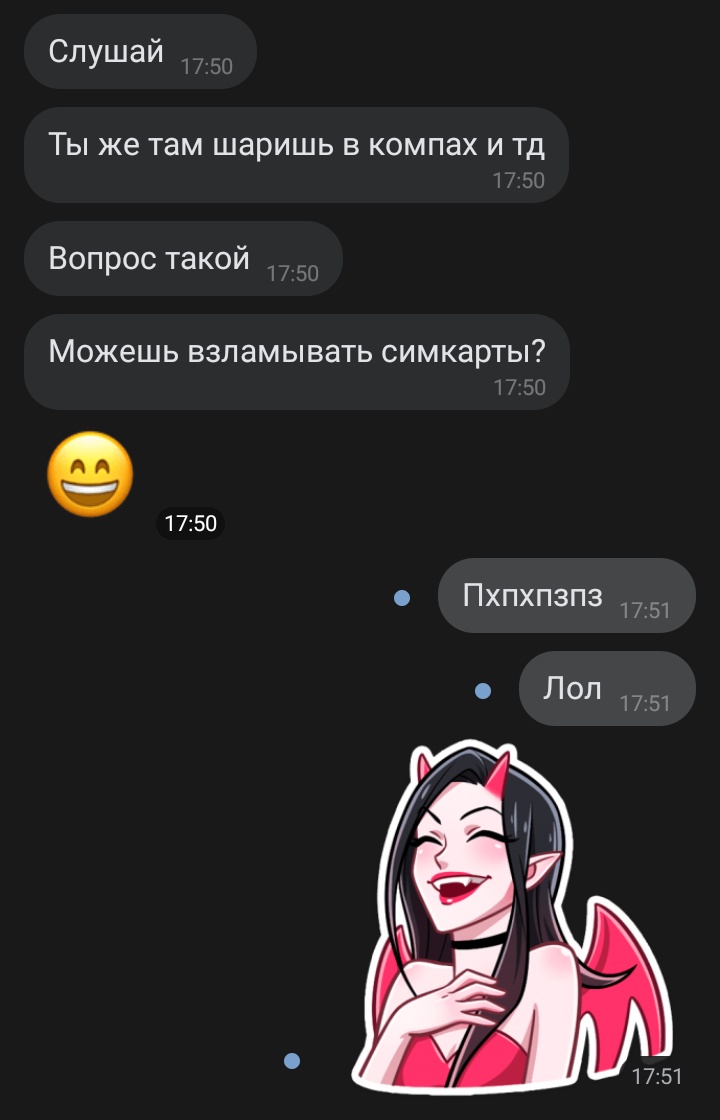 Слушай 17:50
Ты же там шаришь в компах и тд
17:50
Вопрос такой 17:50
Можешь взламывать симкарты?
17:50
😄
17:50
Пхпхпзпз 17:51
Лол 17:51
17:51